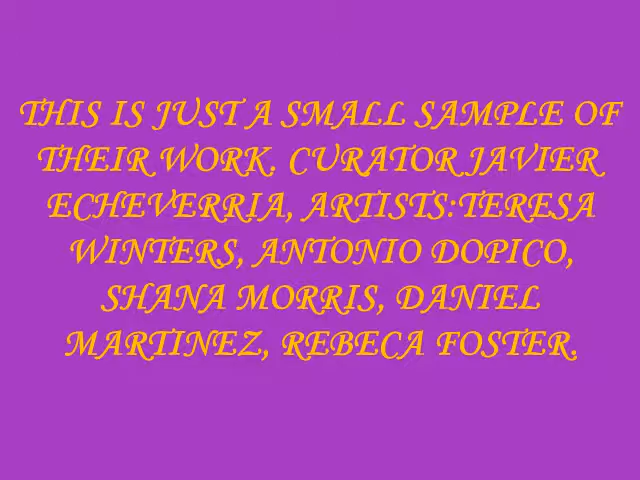 THIS IS JUST A SMALL SAMPLE OF
THEIR WORK. CURATOR JAVIER
ECHEVERRIA, ARTISTS:TERESA
WINTERS, ANTONIO DOPICO,
SHANA MORRIS, DANIEL
MARTINEZ, REBECA FOSTER.